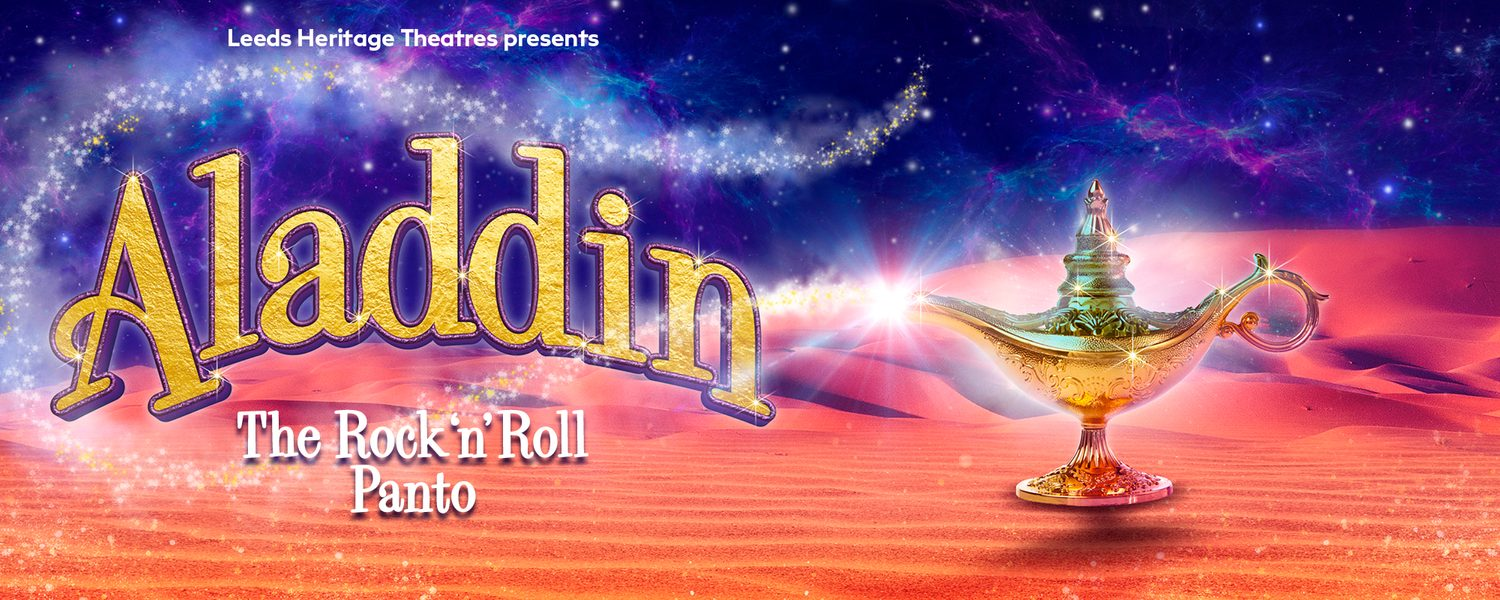 Leeds Heritage Theatres presents
Aladdin
The Rock ‘n’ Roll
Panto